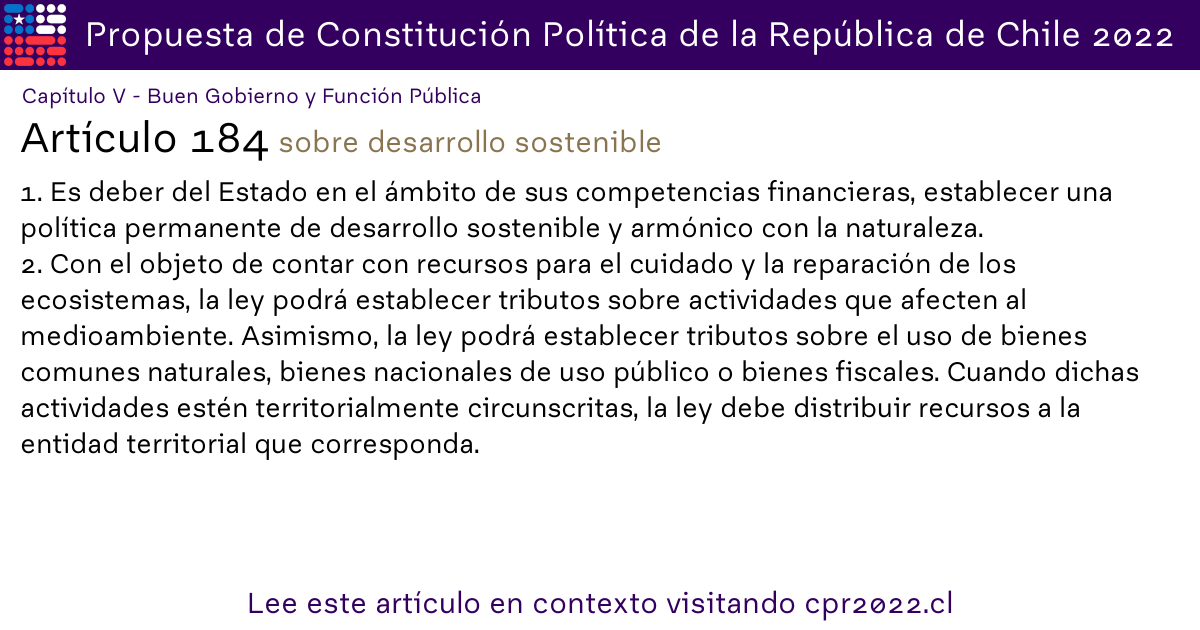 Propuesta de Constitución Política de la República de Chile 2022
Capítulo V - Buen Gobierno y Función Pública
Artículo 184 sobre desarrollo sostenible
1. Es deber del Estado en el ámbito de sus competencias financieras, establecer una
política permanente de desarrollo sostenible y armónico con la naturaleza.
2. Con el objeto de contar con recursos para el cuidado y la reparación de los
ecosistemas, la ley podrá establecer tributos sobre actividades que afecten al
medioambiente. Asimismo, la ley podrá establecer tributos sobre el uso de bienes
comunes naturales, bienes nacionales de uso público o bienes fiscales. Cuando dichas
actividades estén territorialmente circunscritas, la ley debe distribuir recursos a la
entidad territorial que corresponda.
Lee este artículo en contexto visitando cpr2022.cl